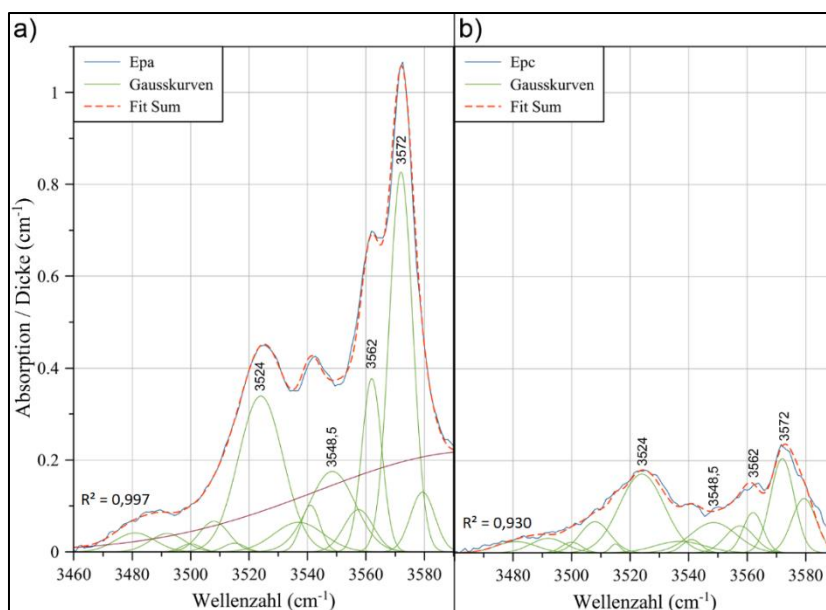 a)
Epa
Gausskurven
Fit Sum
1
0.8
0.6
0.4
0.2
0
Absorption / Dicke (cm⁻¹)
3572
3562
3524
3548,5
R² = 0,997
3460
3480
3500
3520
3540
3560
3580
Wellenzahl (cm⁻¹)
b)
Epc
Gausskurven
Fit Sum
3524
3548,5
3562
3572
R² = 0,930
3480
3500
3520
3540
3560
3580
Wellenzahl (cm⁻¹)